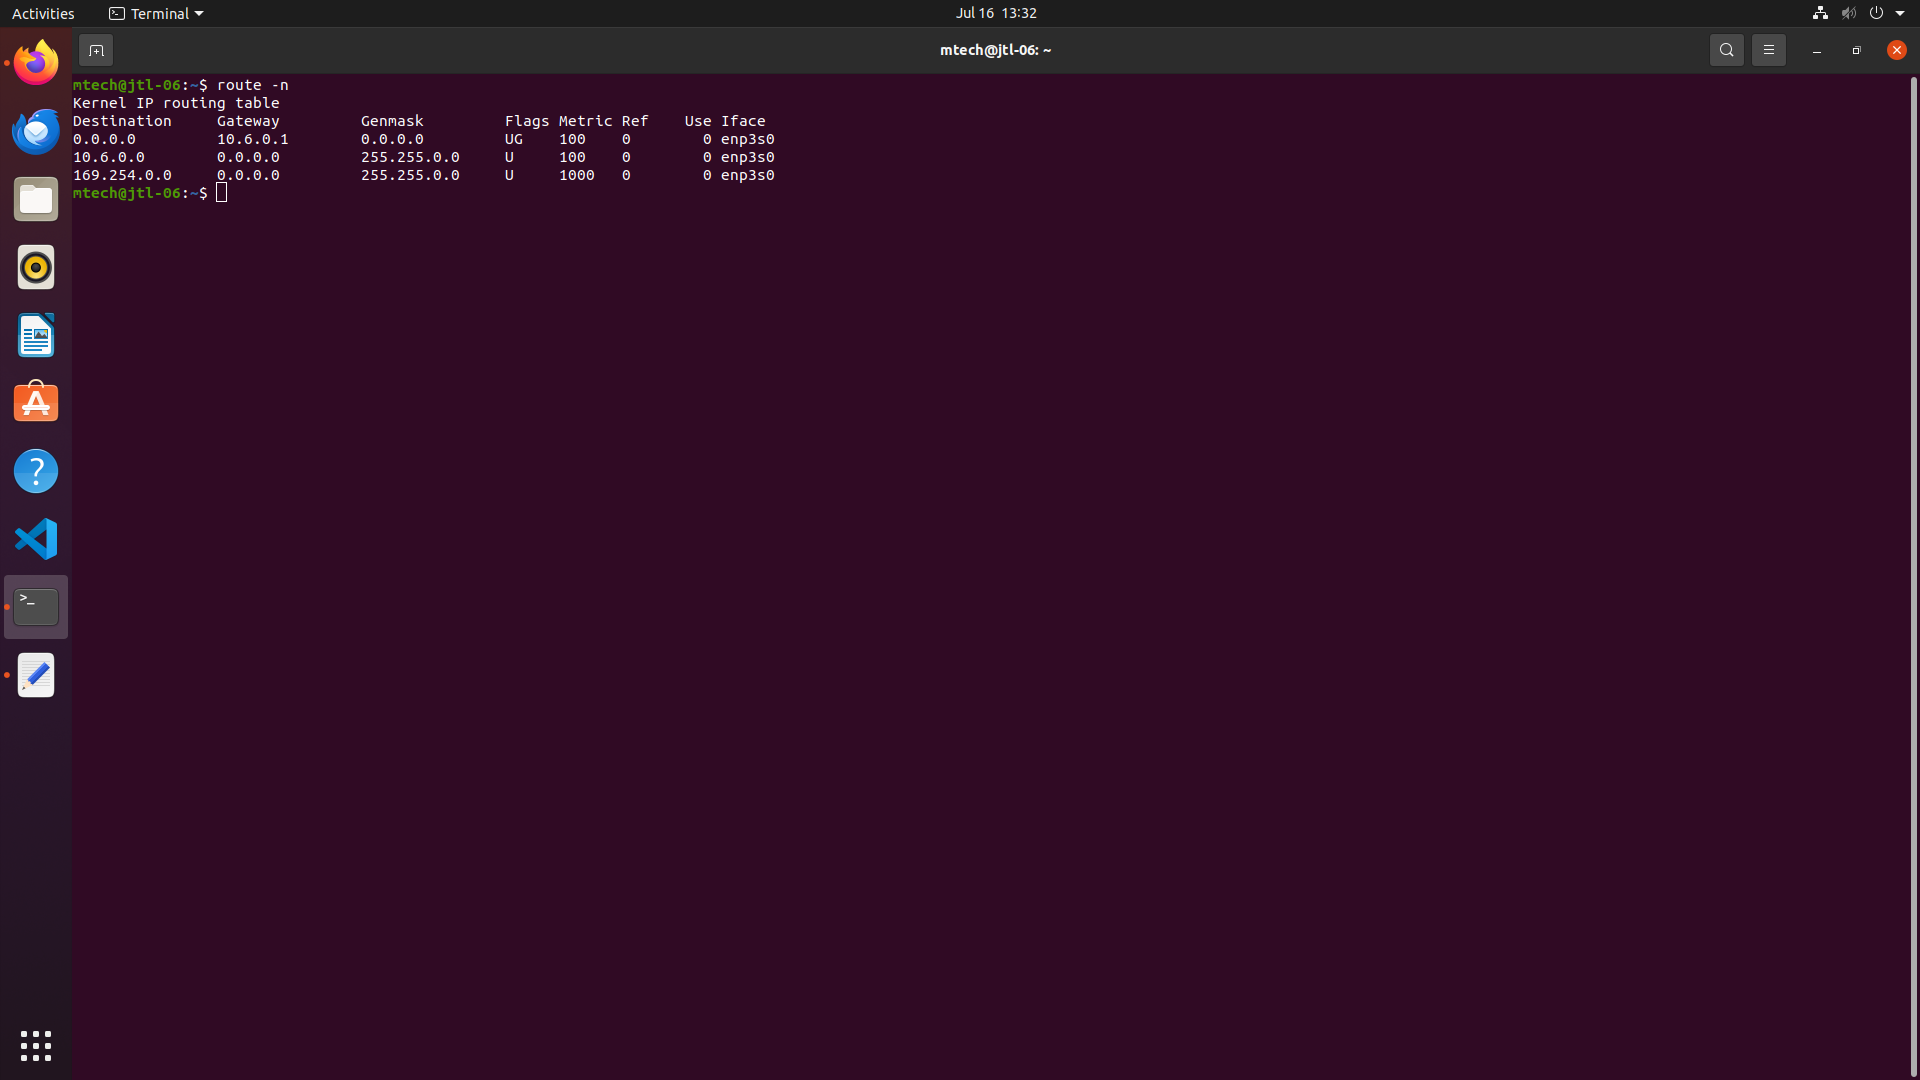 Activities Terminal Jul 16 13:32
mtech@jtl-06: ~
mtech@jtl-06:~$ route -n
Kernel IP routing table
Destination     Gateway         Genmask         Flags Metric Ref    Use Iface
0.0.0.0         10.6.0.1        0.0.0.0         UG    100    0        0 enp3s0
10.6.0.0        0.0.0.0         255.255.0.0     U     100    0        0 enp3s0
169.254.0.0     0.0.0.0         255.255.0.0     U     1000   0        0 enp3s0
mtech@jtl-06:~$